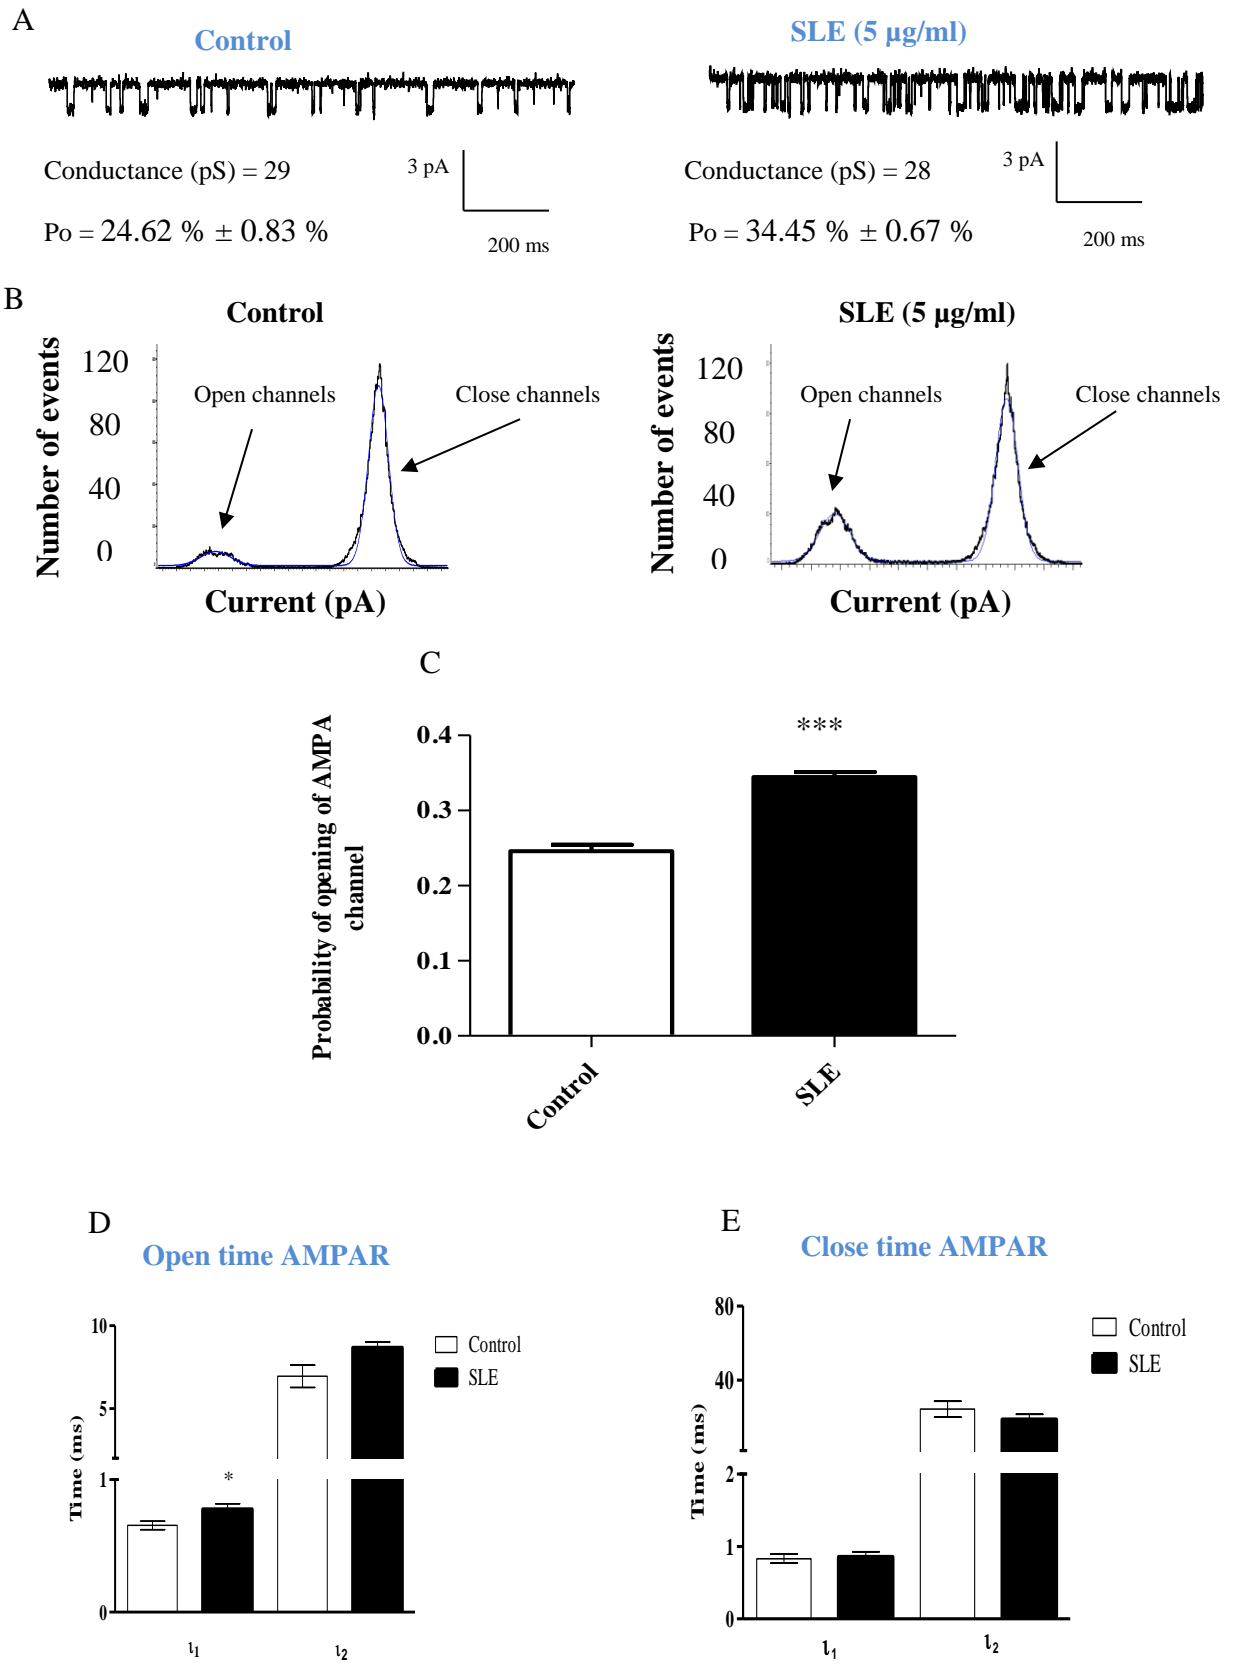 A
Control
SLE (5 µg/ml)
Conductance (pS) = 29
3 pA
Po = 24.62 % ± 0.83 %
200 ms
Conductance (pS) = 28
3 pA
Po = 34.45 % ± 0.67 %
200 ms
B
Control
Number of events
120
80
40
0
Open channels
Close channels
Current (pA)
SLE (5 µg/ml)
Number of events
120
80
40
0
Open channels
Close channels
Current (pA)
C
Probability of opening of AMPA
channel
***
0.4
0.3
0.2
0.1
0.0
Control
SLE
D
Open time AMPAR
Time (ms)
10
5
1
0
*
Control
SLE
ι1
ι2
E
Close time AMPAR
Time (ms)
80
40
2
1
0
Control
SLE
ι1
ι2